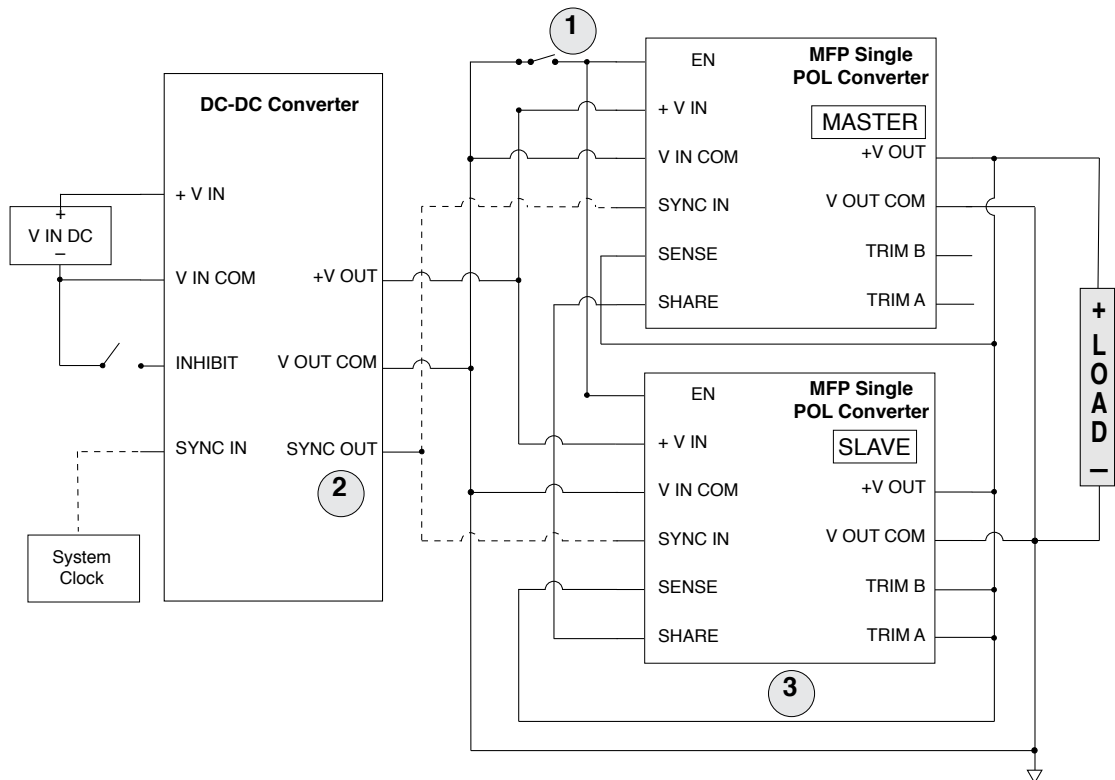 1
DC-DC Converter
+ V IN
+
V IN DC
–
V IN COM
INHIBIT
SYNC IN
+V OUT
V OUT COM
SYNC OUT
2
System
Clock
MFP Single
POL Converter
MASTER
EN
+ V IN
V IN COM
SYNC IN
SENSE
SHARE
+V OUT
V OUT COM
TRIM B
TRIM A
MFP Single
POL Converter
SLAVE
EN
+ V IN
V IN COM
SYNC IN
SENSE
SHARE
+V OUT
V OUT COM
TRIM B
TRIM A
3
+ LOAD –